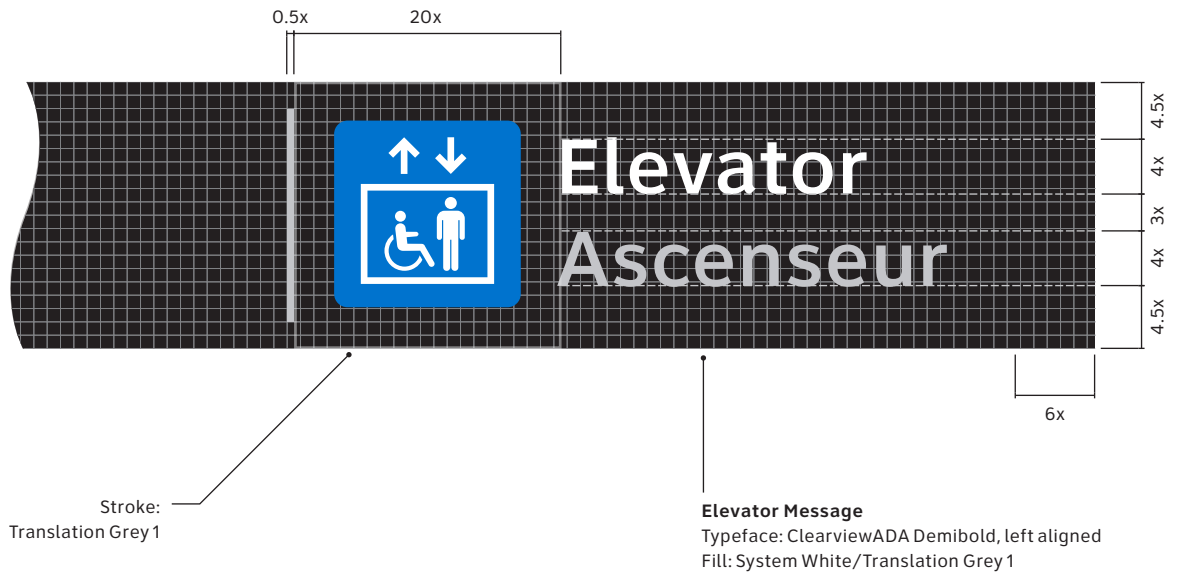 0.5x 20x
4.5x
Elevator
4x
3x
Ascenseur
4x
4.5x
6x
Stroke:
Translation Grey 1
Elevator Message
Typeface: ClearviewADA Demibold, left aligned
Fill: System White/Translation Grey 1